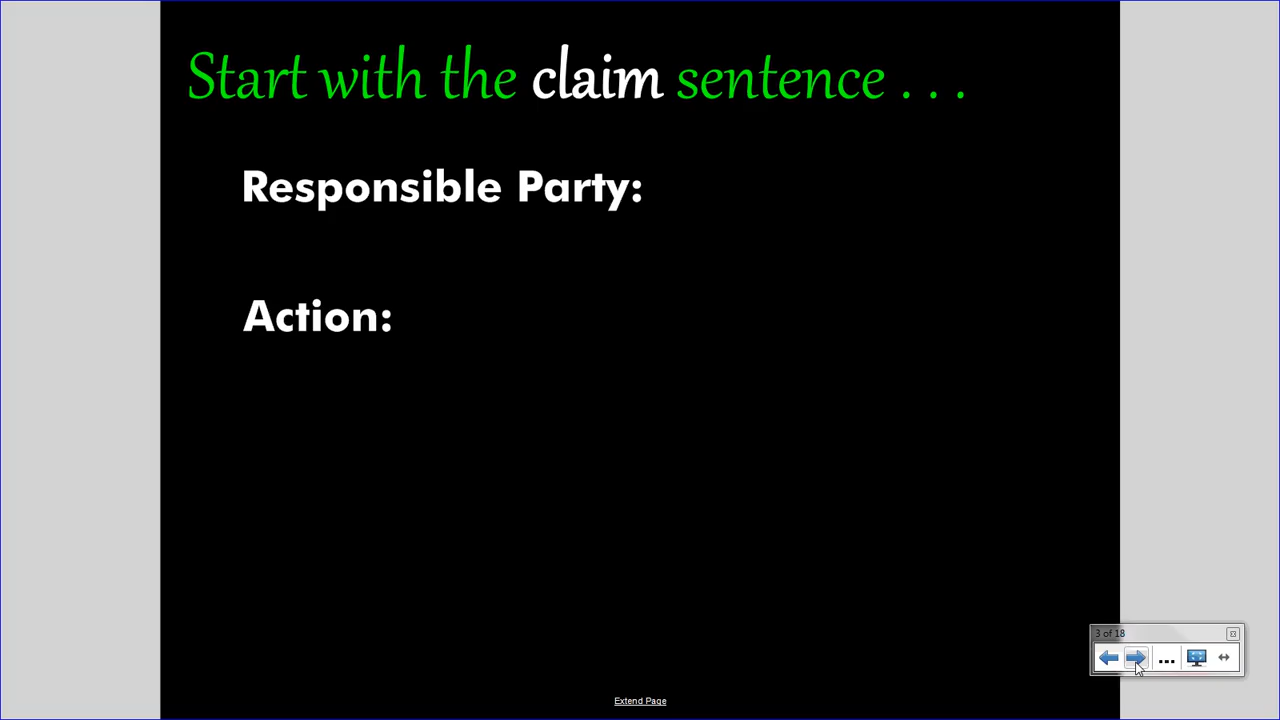 Start with the claim sentence . . .
Responsible Party:
Action:
3 of 18
...
Extend Page